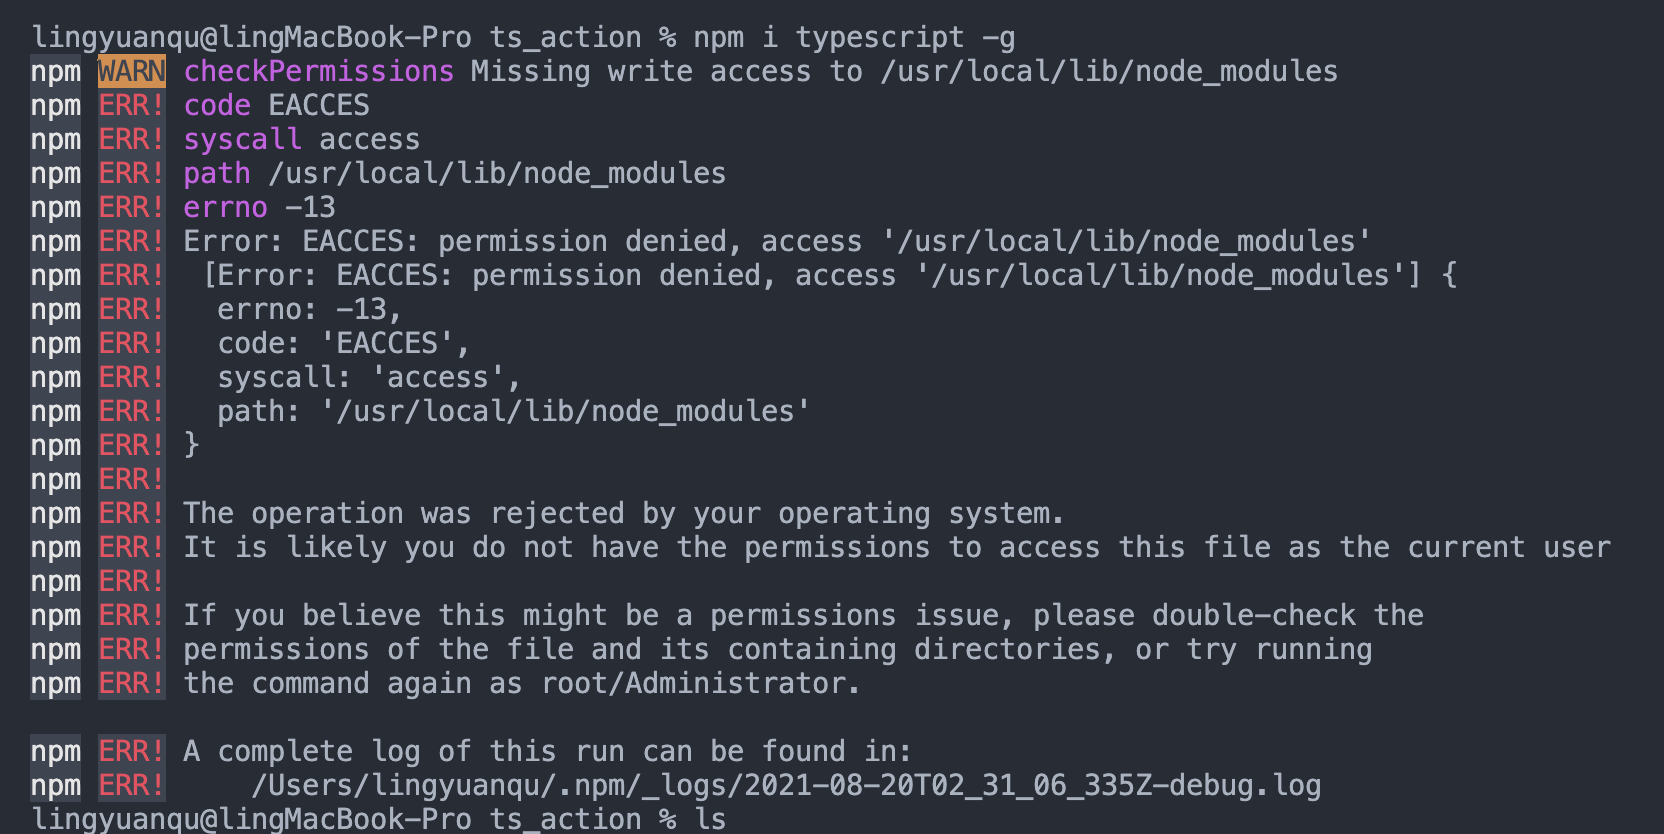 lingyuanqu@lingMacBook-Pro ts_action % npm i typescript -g
npm WARN checkPermissions Missing write access to /usr/local/lib/node_modules
npm ERR! code EACCES
npm ERR! syscall access
npm ERR! path /usr/local/lib/node_modules
npm ERR! errno -13
npm ERR! Error: EACCES: permission denied, access '/usr/local/lib/node_modules'
npm ERR!  [Error: EACCES: permission denied, access '/usr/local/lib/node_modules'] {
npm ERR!   errno: -13,
npm ERR!   code: 'EACCES',
npm ERR!   syscall: 'access',
npm ERR!   path: '/usr/local/lib/node_modules'
npm ERR! }
npm ERR!
npm ERR! The operation was rejected by your operating system.
npm ERR! It is likely you do not have the permissions to access this file as the current user
npm ERR!
npm ERR! If you believe this might be a permissions issue, please double-check the
npm ERR! permissions of the file and its containing directories, or try running
npm ERR! the command again as root/Administrator.
npm ERR! A complete log of this run can be found in:
npm ERR!     /Users/lingyuanqu/.npm/_logs/2021-08-20T02_31_06_335Z-debug.log
lingyuanqu@lingMacBook-Pro ts_action % ls